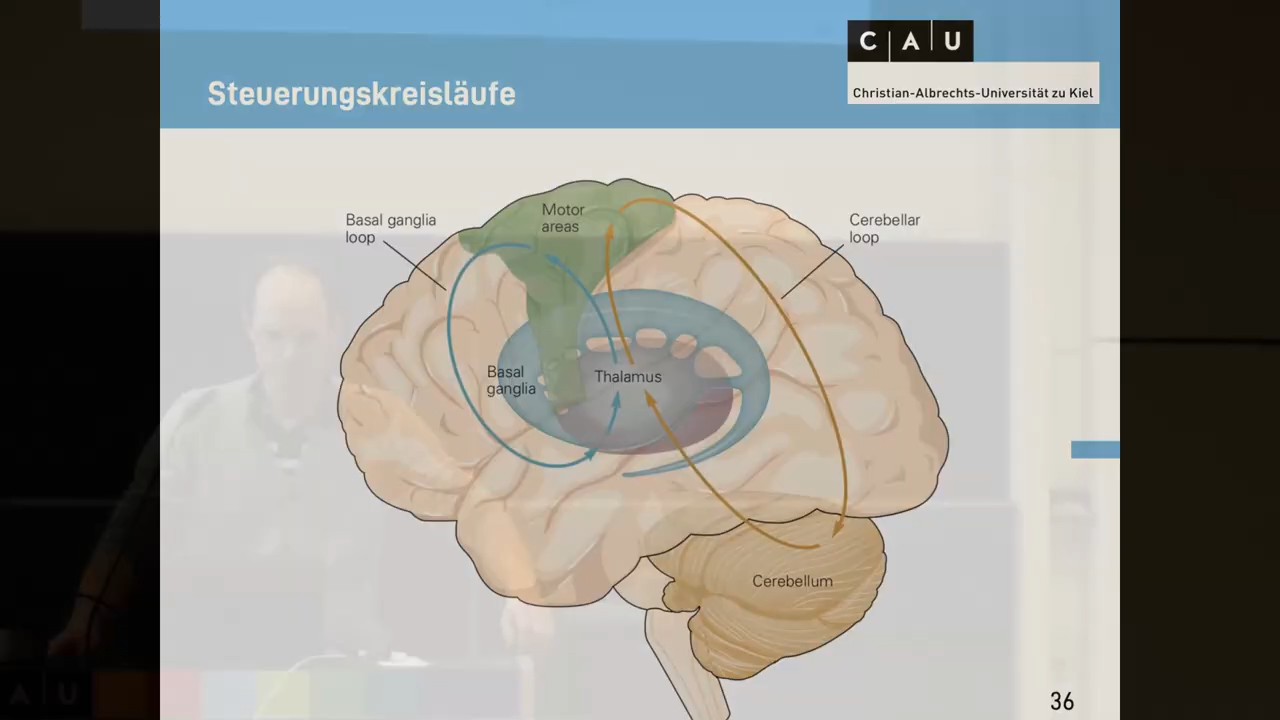 C A U
Christian-Albrechts-Universität zu Kiel
Steuerungskreisläufe
Basal ganglia
loop
Motor
areas
Cerebellar
loop
Basal
ganglia
Thalamus
Cerebellum
36
A U